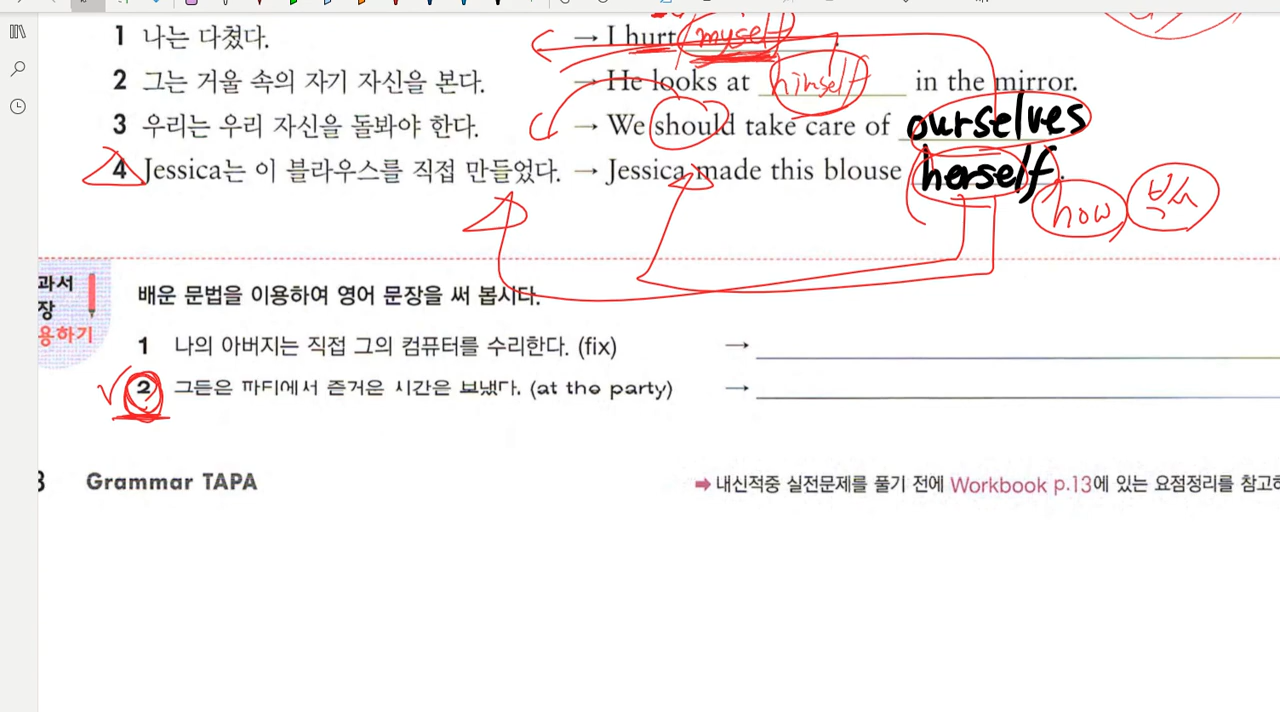 1 나는 다쳤다. → I hurt myself
2 그는 거울 속의 자기 자신을 본다. → He looks at himself in the mirror.
3 우리는 우리 자신을 돌봐야 한다. → We should take care of ourselves
4 Jessica는 이 블라우스를 직접 만들었다. → Jessica made this blouse herself.
how, 부사
과서
장
용하기
배운 문법을 이용하여 영어 문장을 써 봅시다.
1 나의 아버지는 직접 그의 컴퓨터를 수리한다. (fix) →
2 그들은 파티에서 즐거운 시간을 보냈다. (at the party) →
Grammar TAPA
➡ 내신적중 실전문제를 풀기 전에 Workbook p.13에 있는 요점정리를 참고하